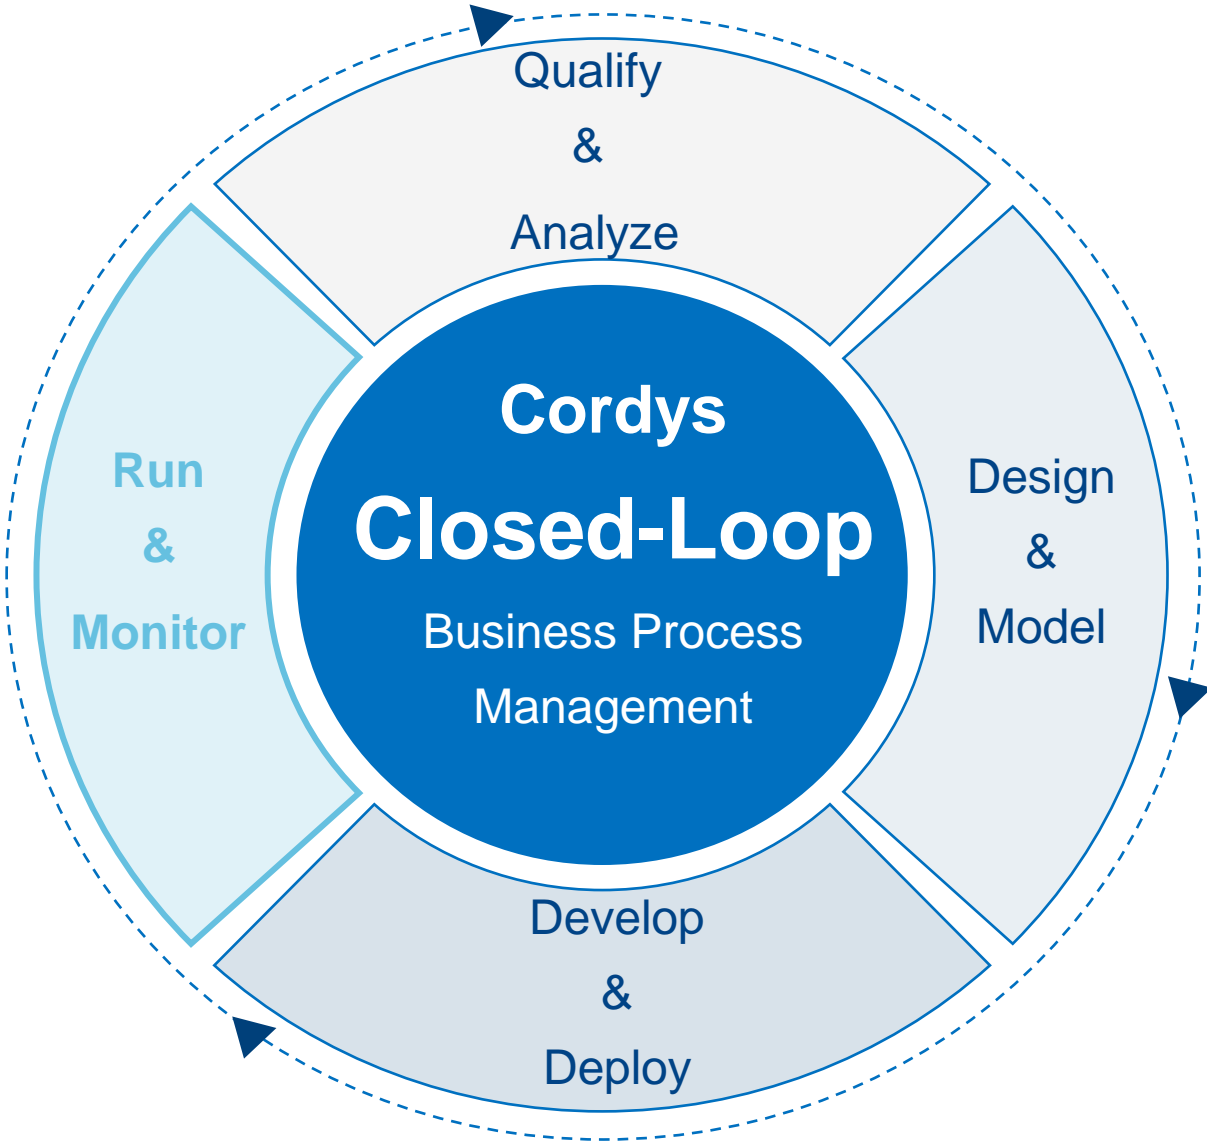 Qualify
&
Analyze
Run
&
Monitor
Cordys
Closed-Loop
Business Process
Management
Design
&
Model
Develop
&
Deploy